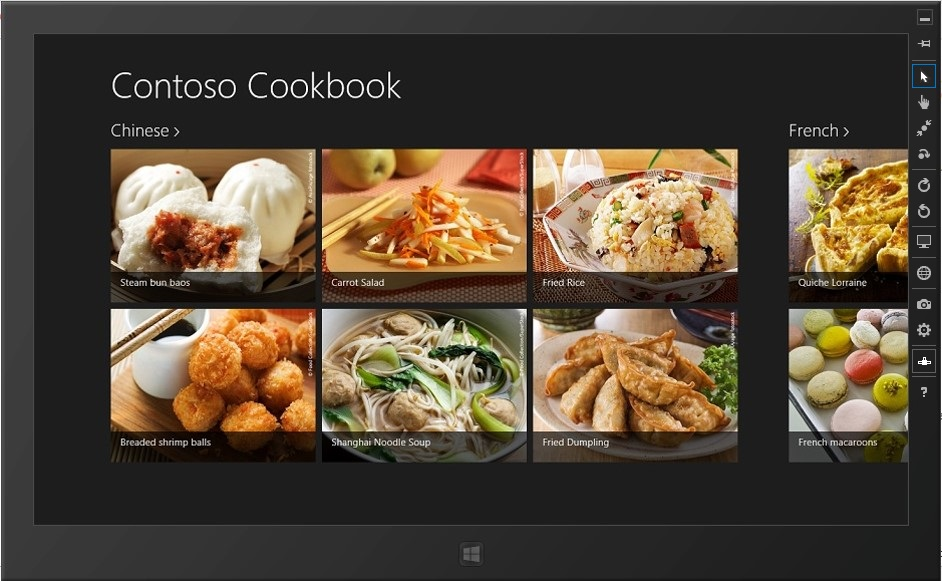 Contoso Cookbook
Chinese >
French >
Steam bun baos
Carrot Salad
Fried Rice
Quiche Lorraine
Breaded shrimp balls
Shanghai Noodle Soup
Fried Dumpling
French macaroons
?